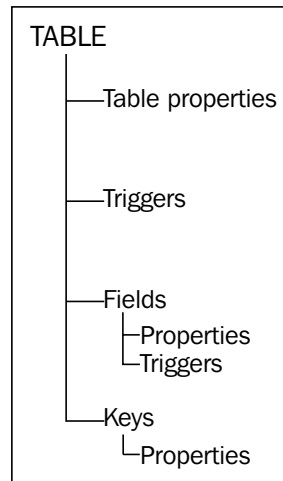 TABLE
Table properties
Triggers
Fields
Properties
Triggers
Keys
Properties